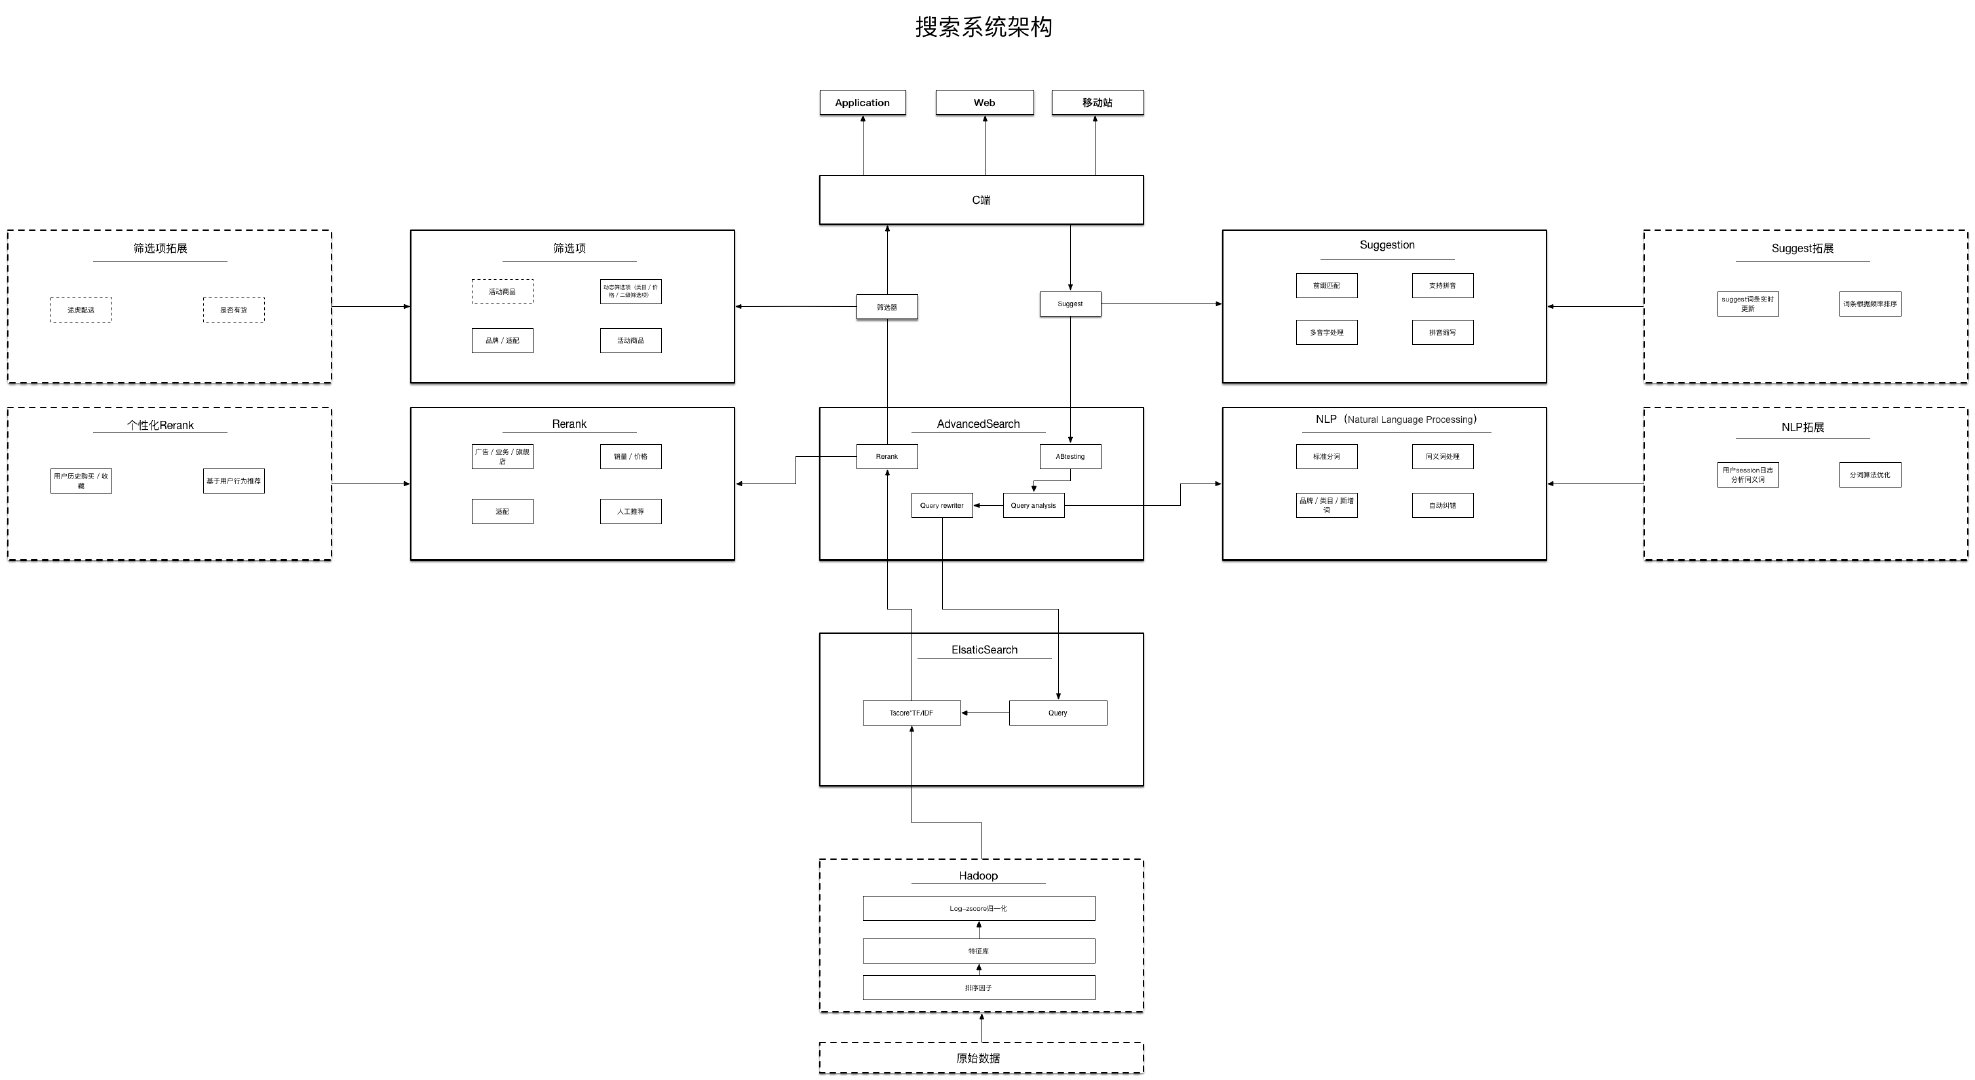 搜索系统架构
Application
Web
移动站
C端
筛选项拓展
途虎配送
是否有货
筛选项
活动商品
动态筛选项（类目 / 价
格 / 二级筛选项）
品牌 / 适配
活动商品
筛选器
Suggest
Suggestion
前缀匹配
支持拼音
多音字处理
拼音缩写
Suggest拓展
suggest词条实时
更新
词条根据频率排序
个性化Rerank
用户历史购买 / 收
藏
基于用户行为推荐
Rerank
广告 / 业务 / 旗舰
店
销量 / 价格
适配
人工推荐
AdvancedSearch
Rerank
ABtesting
Query rewriter
Query analysis
NLP（Natural Language Processing）
标准分词
同义词处理
品牌 / 类目 / 新增
词
自动纠错
NLP拓展
用户session日志
分析同义词
分词算法优化
ElsaticSearch
Tscore*TF/IDF
Query
Hadoop
Log-zscore归一化
特征库
排序因子
原始数据